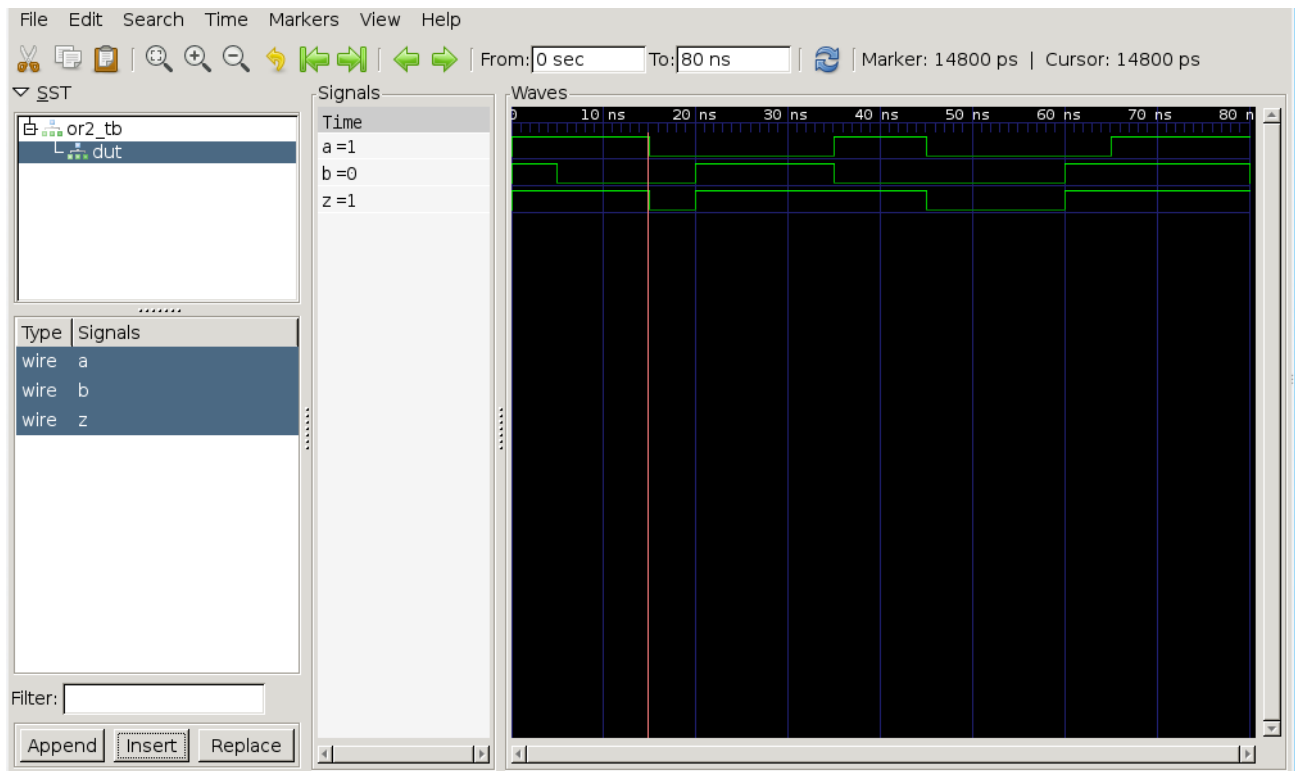 File Edit Search Time Markers View Help
From: 0 sec To: 80 ns Marker: 14800 ps | Cursor: 14800 ps
SST
or2_tb
dut
Type Signals
wire a
wire b
wire z
Filter:
Append Insert Replace
Signals
Time
a =1
b =0
z =1
Waves
0 10 ns 20 ns 30 ns 40 ns 50 ns 60 ns 70 ns 80 n